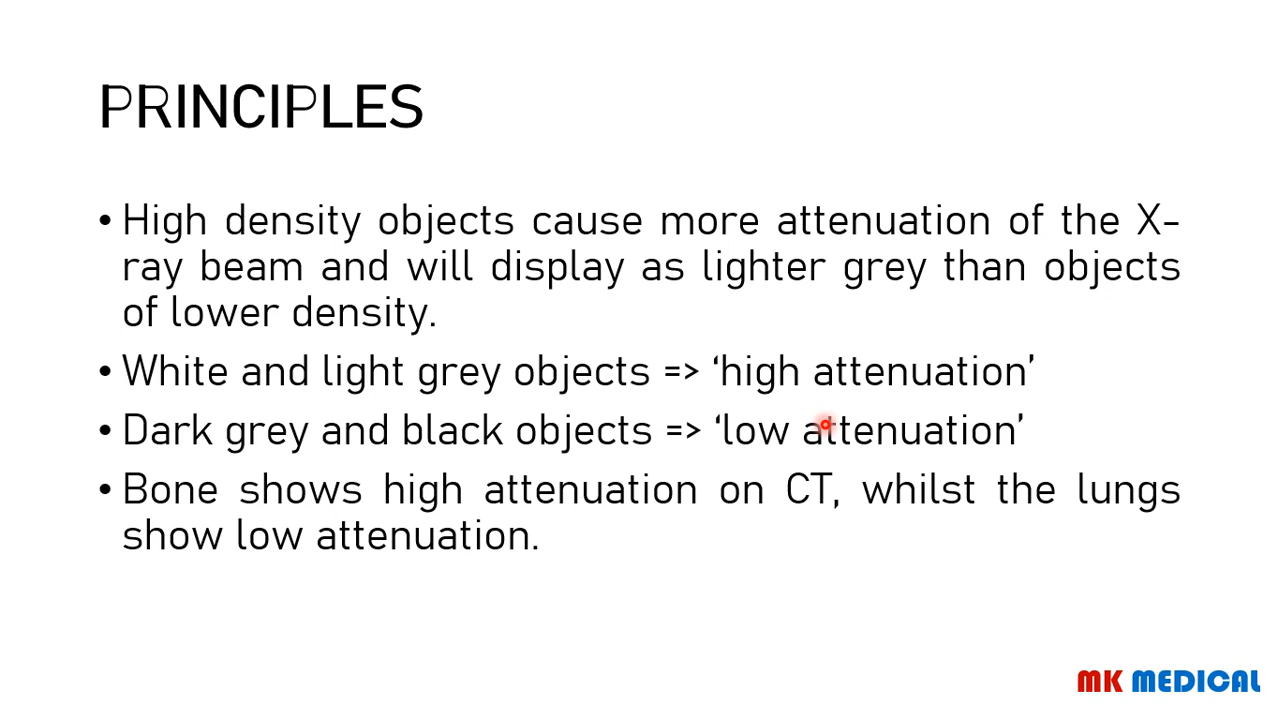 PRINCIPLES
• High density objects cause more attenuation of the X-
ray beam and will display as lighter grey than objects
of lower density.
• White and light grey objects => ‘high attenuation’
• Dark grey and black objects => ‘low attenuation’
• Bone shows high attenuation on CT, whilst the lungs
show low attenuation.
MK MEDICAL